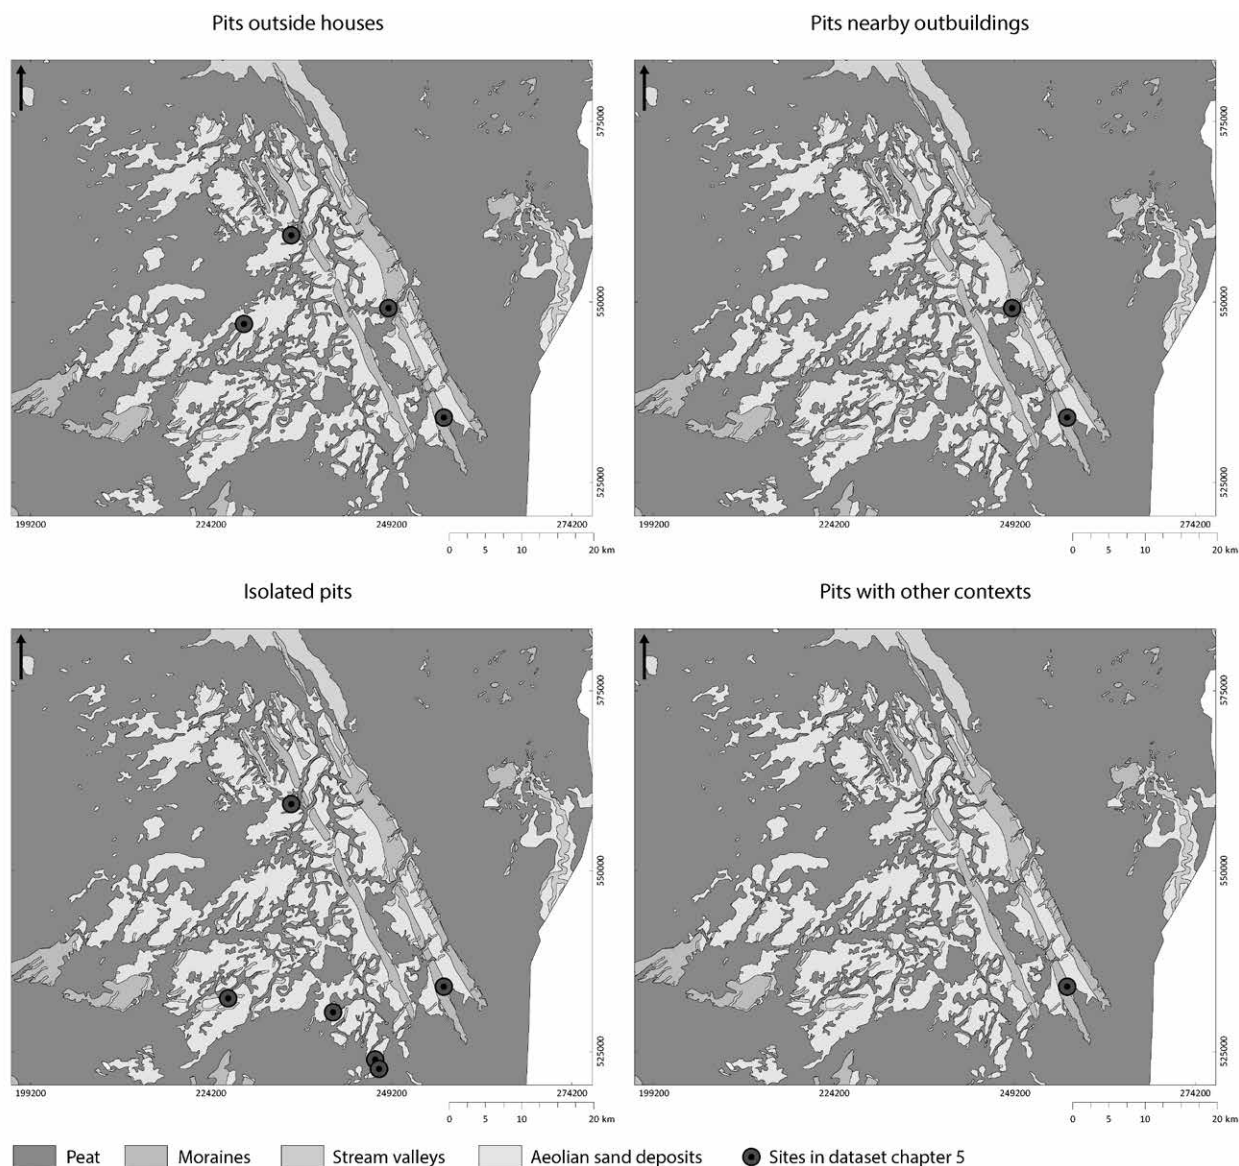 Pits outside houses
Pits nearby outbuildings
575000
550000
525000
199200 224200 249200 274200
0 5 10 20 km
575000
550000
525000
199200 224200 249200 274200
0 5 10 20 km
Isolated pits
Pits with other contexts
575000
550000
525000
199200 224200 249200 274200
0 5 10 20 km
575000
550000
525000
199200 224200 249200 274200
0 5 10 20 km
Peat Moraines Stream valleys Aeolian sand deposits Sites in dataset chapter 5